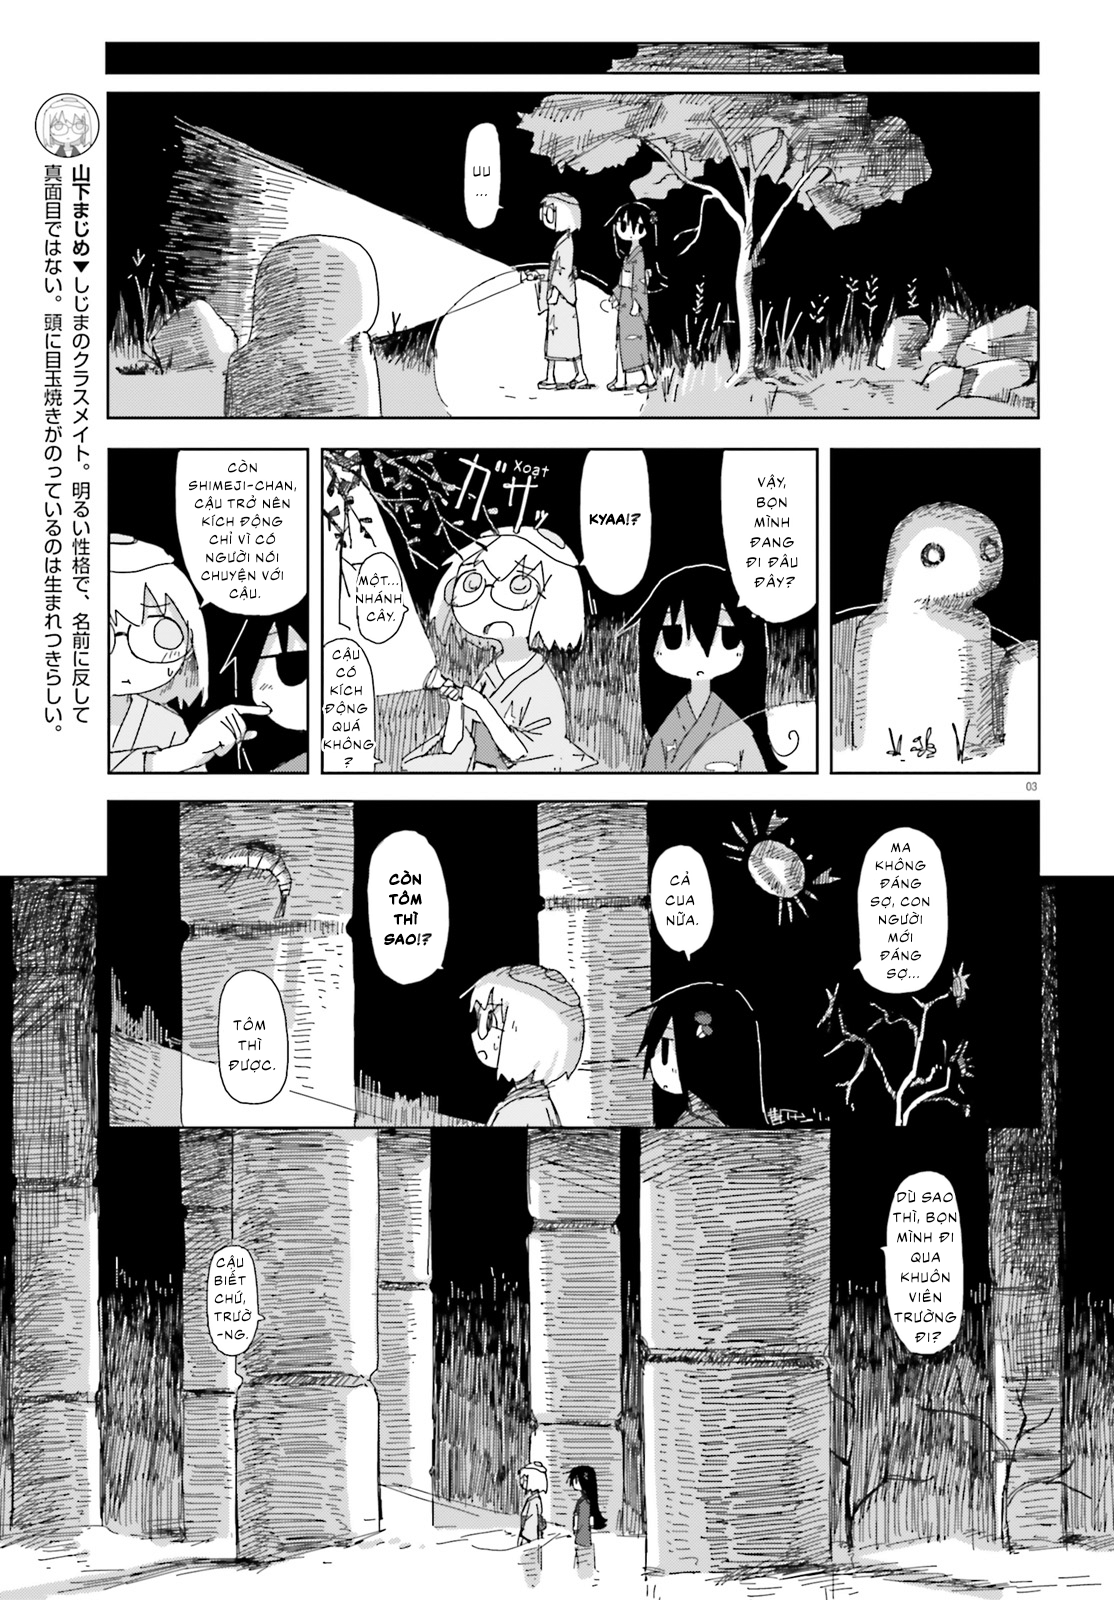 山下まじめ▼しじまのクラスメイト。明るい性格で、名前に反して
真面目ではない。頭に目玉焼きがのっているのは生まれつきらしい。
UU
...
VẬY,
BỌN
MÌNH
ĐANG
ĐI ĐÂU
ĐÂY?
KYAA!?
ガサッ
Xoạt
MỘT...
NHÁNH
CÂY.
CẬU CÓ
KÍCH
ĐỘNG
QUÁ
KHÔNG
?
CÒN
SHIMEJI-CHAN,
CẬU TRỞ NÊN
KÍCH ĐỘNG
CHỈ VÌ CÓ
NGƯỜI NÓI
CHUYỆN VỚI
CẬU.
03
MA
KHÔNG
ĐÁNG
SỢ, CON
NGƯỜI
MỚI
ĐÁNG
SỢ...
CẢ
CUA
NỮA.
CÒN
TÔM
THÌ
SAO!?
TÔM
THÌ
ĐƯỢC.
DÙ SAO
THÌ, BỌN
MÌNH ĐI
QUA
KHUÔN
VIÊN
TRƯỜNG
ĐI?
CẬU
BIẾT
CHỨ,
TRƯỜ
-NG.